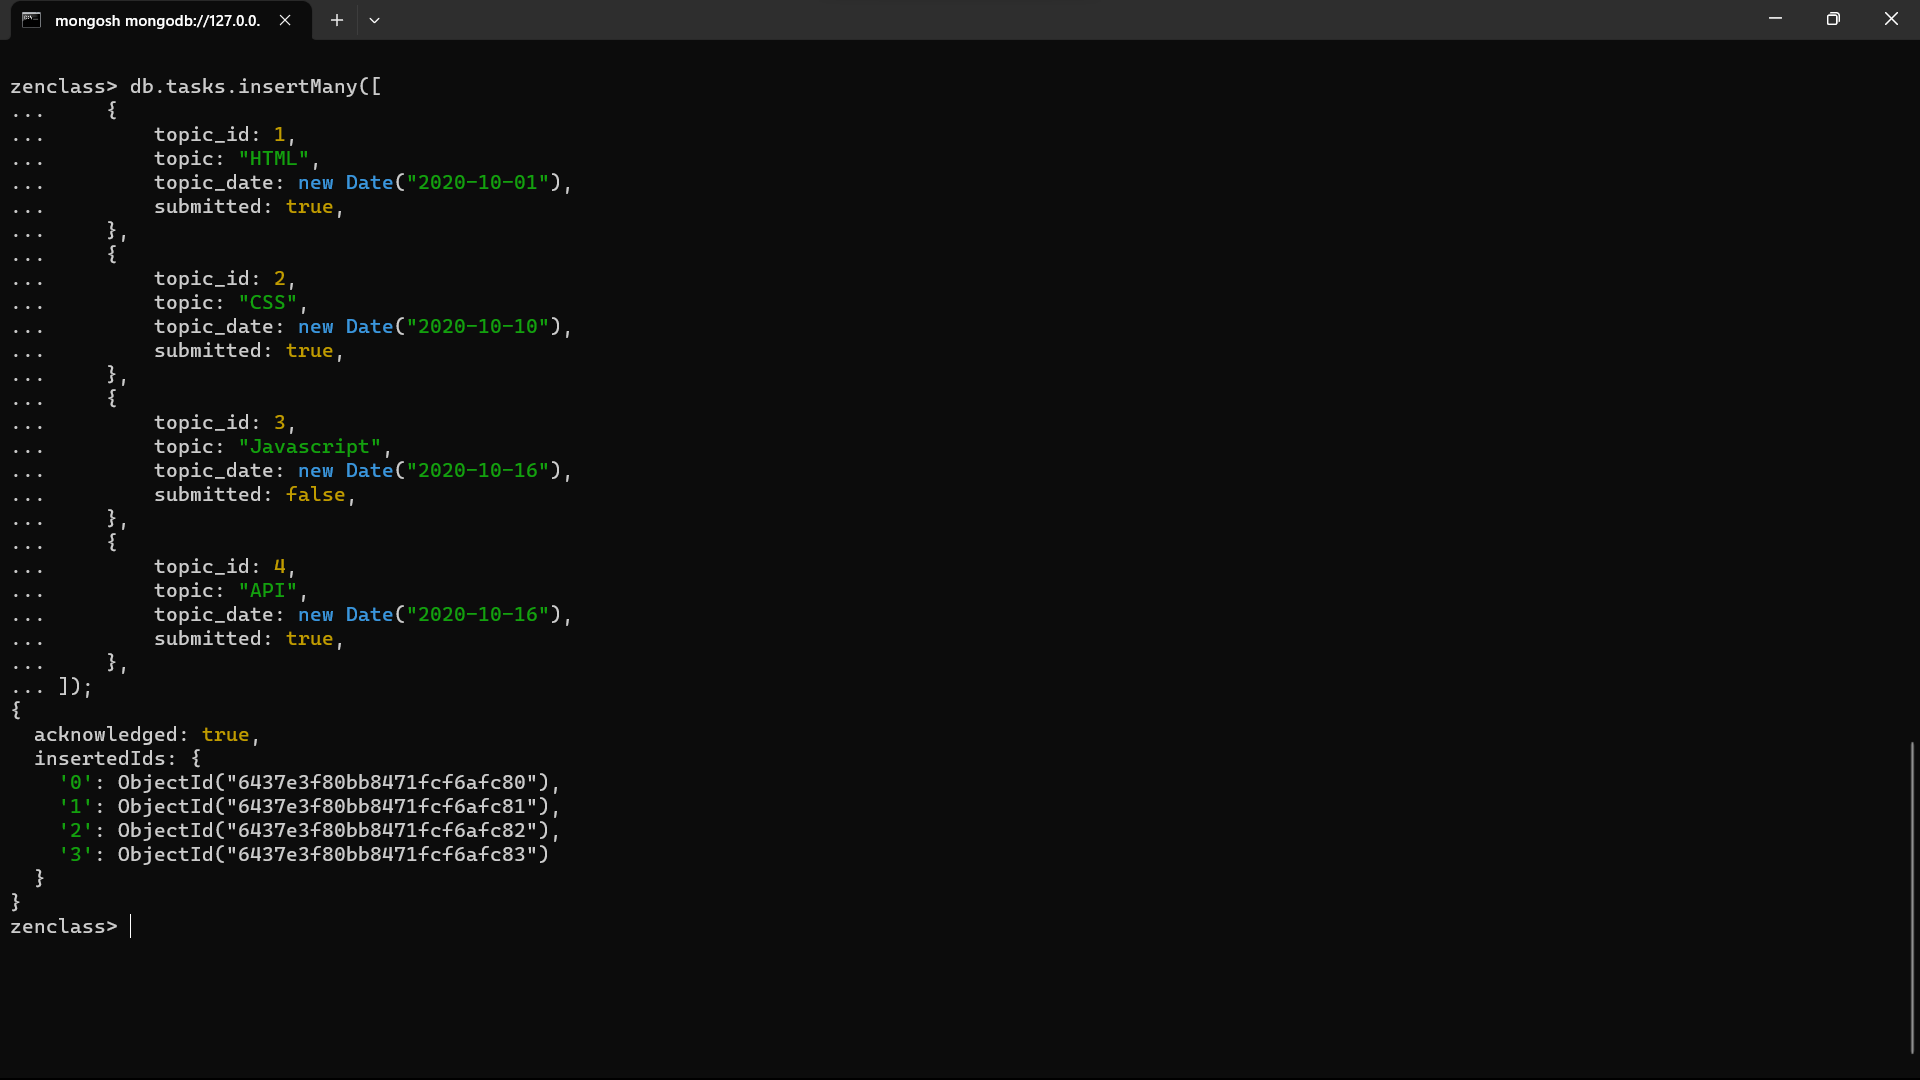 mongosh mongodb://127.0.0.
zenclass> db.tasks.insertMany([
...     {
...         topic_id: 1,
...         topic: "HTML",
...         topic_date: new Date("2020-10-01"),
...         submitted: true,
...     },
...     {
...         topic_id: 2,
...         topic: "CSS",
...         topic_date: new Date("2020-10-10"),
...         submitted: true,
...     },
...     {
...         topic_id: 3,
...         topic: "Javascript",
...         topic_date: new Date("2020-10-16"),
...         submitted: false,
...     },
...     {
...         topic_id: 4,
...         topic: "API",
...         topic_date: new Date("2020-10-16"),
...         submitted: true,
...     },
... ]);
{
  acknowledged: true,
  insertedIds: {
    '0': ObjectId("6437e3f80bb8471fcf6afc80"),
    '1': ObjectId("6437e3f80bb8471fcf6afc81"),
    '2': ObjectId("6437e3f80bb8471fcf6afc82"),
    '3': ObjectId("6437e3f80bb8471fcf6afc83")
  }
}
zenclass>